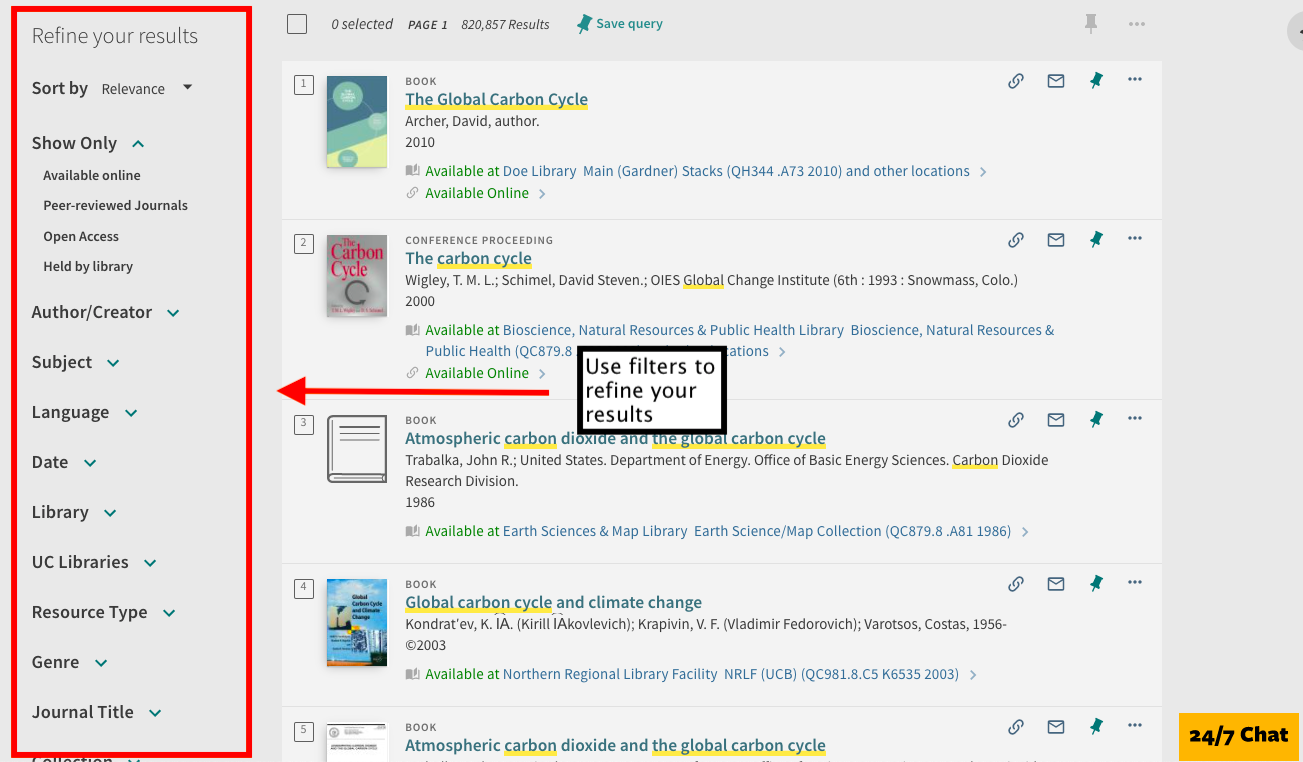 Refine your results
Sort by Relevance
Show Only
Available online
Peer-reviewed Journals
Open Access
Held by library
Author/Creator
Subject
Language
Date
Library
UC Libraries
Resource Type
Genre
Journal Title
Collection
0 selected PAGE 1 820,857 Results Save query
1
BOOK
The Global Carbon Cycle
Archer, David, author.
2010
Available at Doe Library Main (Gardner) Stacks (QH344 .A73 2010) and other locations
Available Online
2
The Carbon Cycle
CONFERENCE PROCEEDING
The carbon cycle
Wigley, T. M. L.; Schimel, David Steven.; OIES Global Change Institute (6th : 1993 : Snowmass, Colo.)
2000
Available at Bioscience, Natural Resources & Public Health Library Bioscience, Natural Resources &
Public Health (QC879.8
Available Online
Use filters to
refine your
results
3
BOOK
Atmospheric carbon dioxide and the global carbon cycle
Trabalka, John R.; United States. Department of Energy. Office of Basic Energy Sciences. Carbon Dioxide
Research Division.
1986
Available at Earth Sciences & Map Library Earth Science/Map Collection (QC879.8 .A81 1986)
4
Global
Carbon Cycle
and Climate
Change
BOOK
Global carbon cycle and climate change
Kondratʹev, K. I͡A. (Kirill I͡Akovlevich); Krapivin, V. F. (Vladimir Fedorovich); Varotsos, Costas, 1956-
©2003
Available at Northern Regional Library Facility NRLF (UCB) (QC981.8.C5 K6535 2003)
5
BOOK
Atmospheric carbon dioxide and the global carbon cycle
24/7 Chat